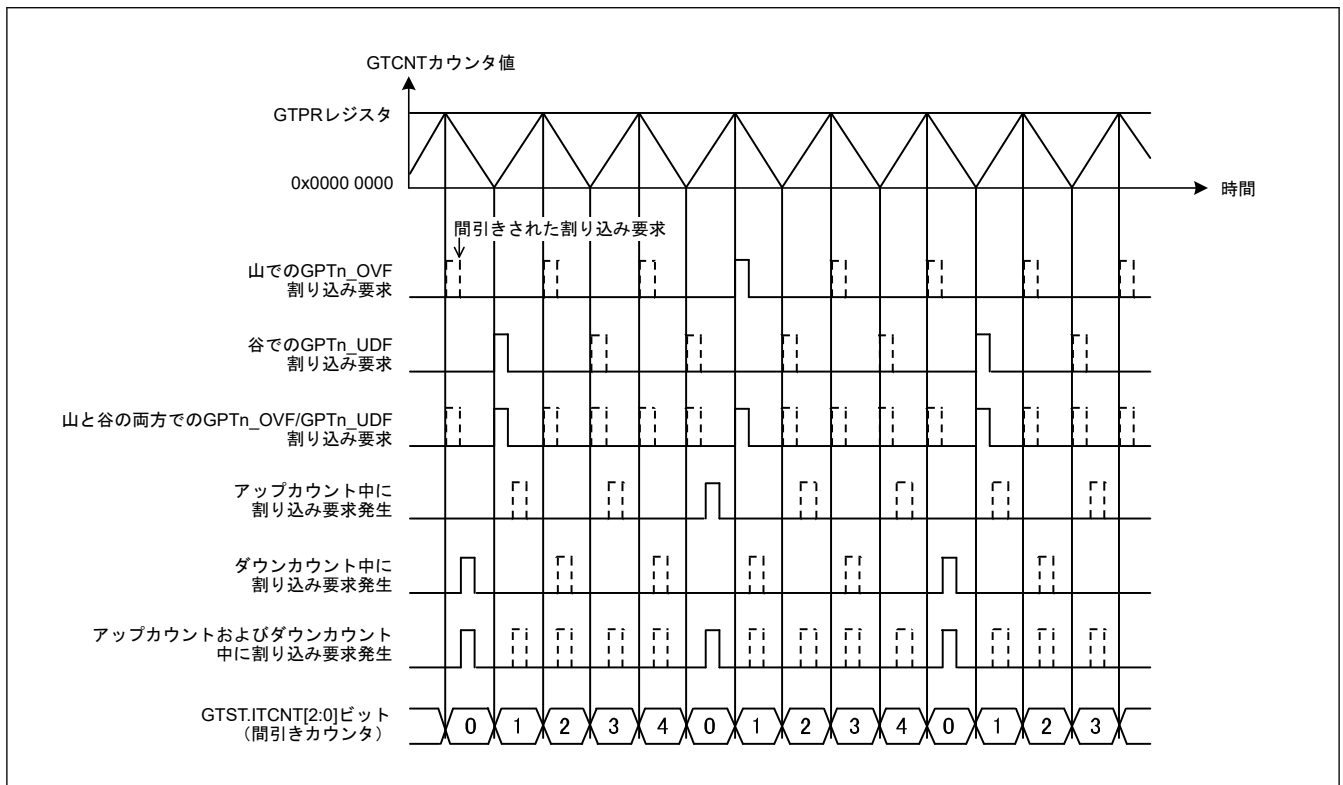 GTCNTカウンタ値
GTPRレジスタ
0x0000 0000
時間
間引きされた割り込み要求
山でのGPTn_OVF
割り込み要求
谷でのGPTn_UDF
割り込み要求
山と谷の両方でのGPTn_OVF/GPTn_UDF
割り込み要求
アップカウント中に
割り込み要求発生
ダウンカウント中に
割り込み要求発生
アップカウントおよびダウンカウント
中に割り込み要求発生
GTST.ITCNT[2:0]ビット
（間引きカウンタ）
0 1 2 3 4 0 1 2 3 4 0 1 2 3